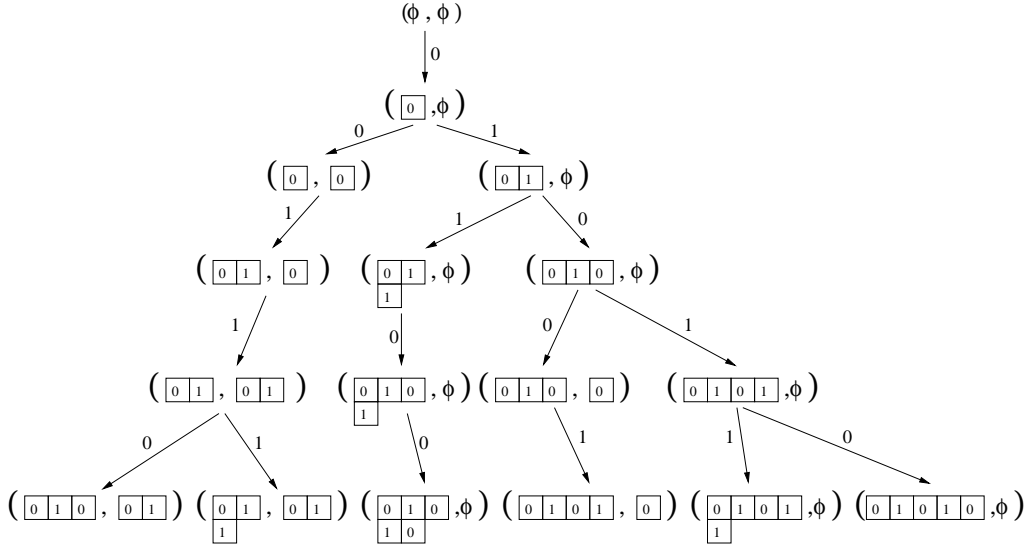 (ϕ , ϕ)
0
( 0 ,ϕ)
0 1
( 0 , 0 ) ( 0 1 , ϕ )
1 1 0
( 0 1 , 0 ) ( 0 1 , ϕ ) ( 0 1 0 , ϕ )
1
1 0 0 1
( 0 1 , 0 1 ) ( 0 1 0 , ϕ ) ( 0 1 0 , 0 ) ( 0 1 0 1 ,ϕ)
1
0 1 0 1 1 0
( 0 1 0 , 0 1 ) ( 0 1 , 0 1 ) ( 0 1 0 ,ϕ) ( 0 1 0 1 , 0 ) ( 0 1 0 1 ,ϕ) ( 0 1 0 1 0 ,ϕ)
1 1 0 1